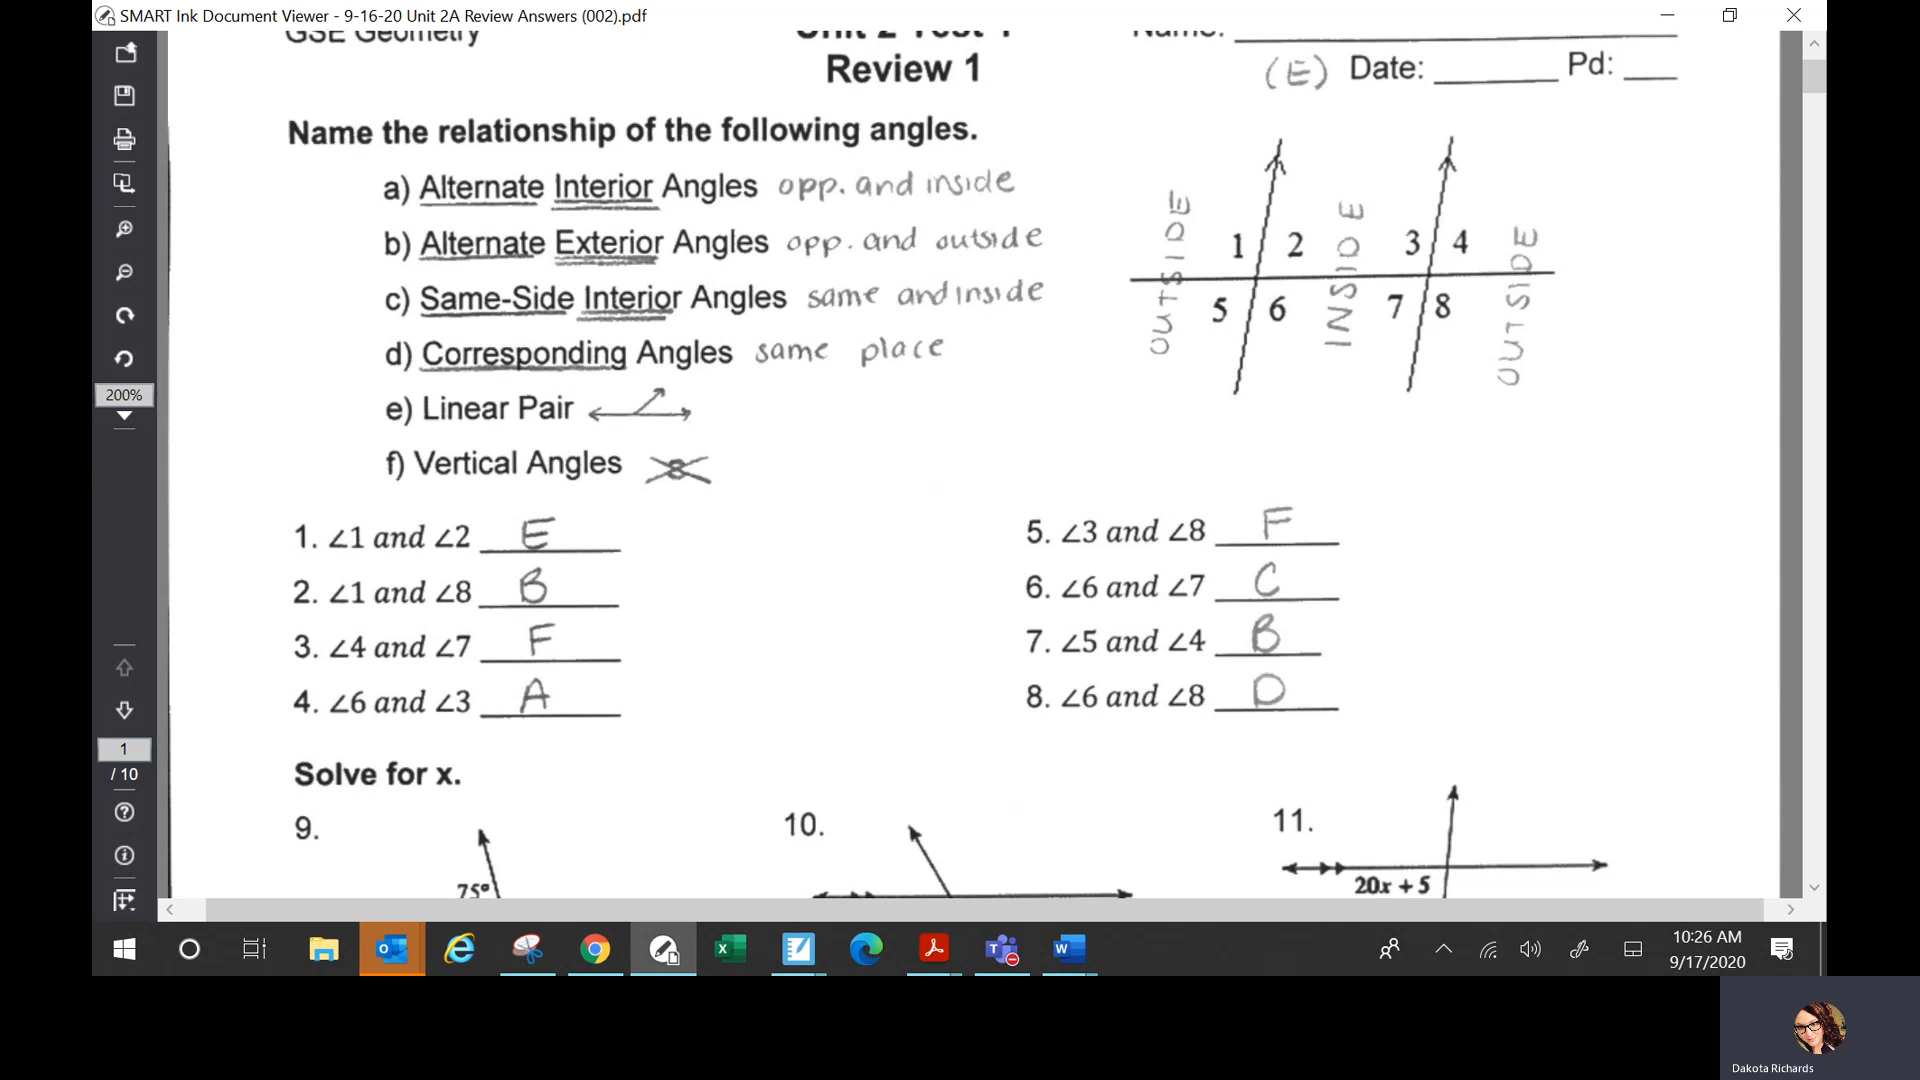 SMART Ink Document Viewer - 9-16-20 Unit 2A Review Answers (002).pdf
GSE Geometry Unit 2 Test 1 Name:
Review 1 (E) Date: Pd:
Name the relationship of the following angles.
a) Alternate Interior Angles opp. and inside
b) Alternate Exterior Angles opp. and outside
c) Same-Side Interior Angles same and inside
d) Corresponding Angles same place
e) Linear Pair
f) Vertical Angles
OUTSIDE INSIDE OUTSIDE
1 2 3 4
5 6 7 8
1. ∠1 and ∠2 E
2. ∠1 and ∠8 B
3. ∠4 and ∠7 F
4. ∠6 and ∠3 A
5. ∠3 and ∠8 F
6. ∠6 and ∠7 C
7. ∠5 and ∠4 B
8. ∠6 and ∠8 D
Solve for x.
9. 75°
10.
11. 20x + 5
200%
1
/ 10
10:26 AM
9/17/2020
Dakota Richards